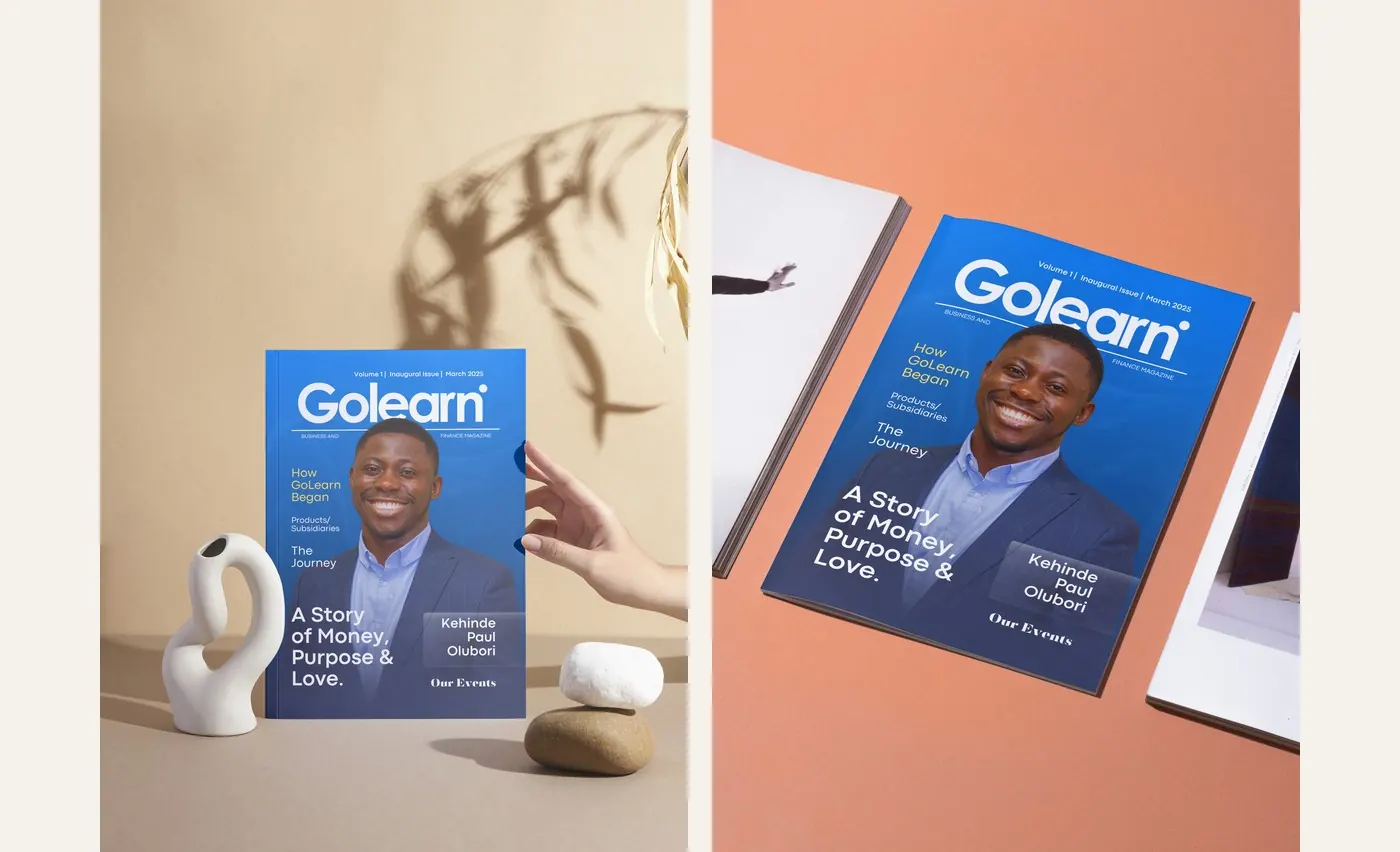 Volume 1 | Inaugural Issue | March 2025
Golearn
BUSINESS AND
FINANCE MAGAZINE
How
GoLearn
Began
Products/
Subsidiaries
The
Journey
A Story
of Money,
Purpose &
Love.
Kehinde
Paul
Olubori
Our Events
Volume 1 | Inaugural Issue | March 2025
Golearn
BUSINESS AND
FINANCE MAGAZINE
How
GoLearn
Began
Products/
Subsidiaries
The
Journey
A Story
of Money,
Purpose &
Love.
Kehinde
Paul
Olubori
Our Events